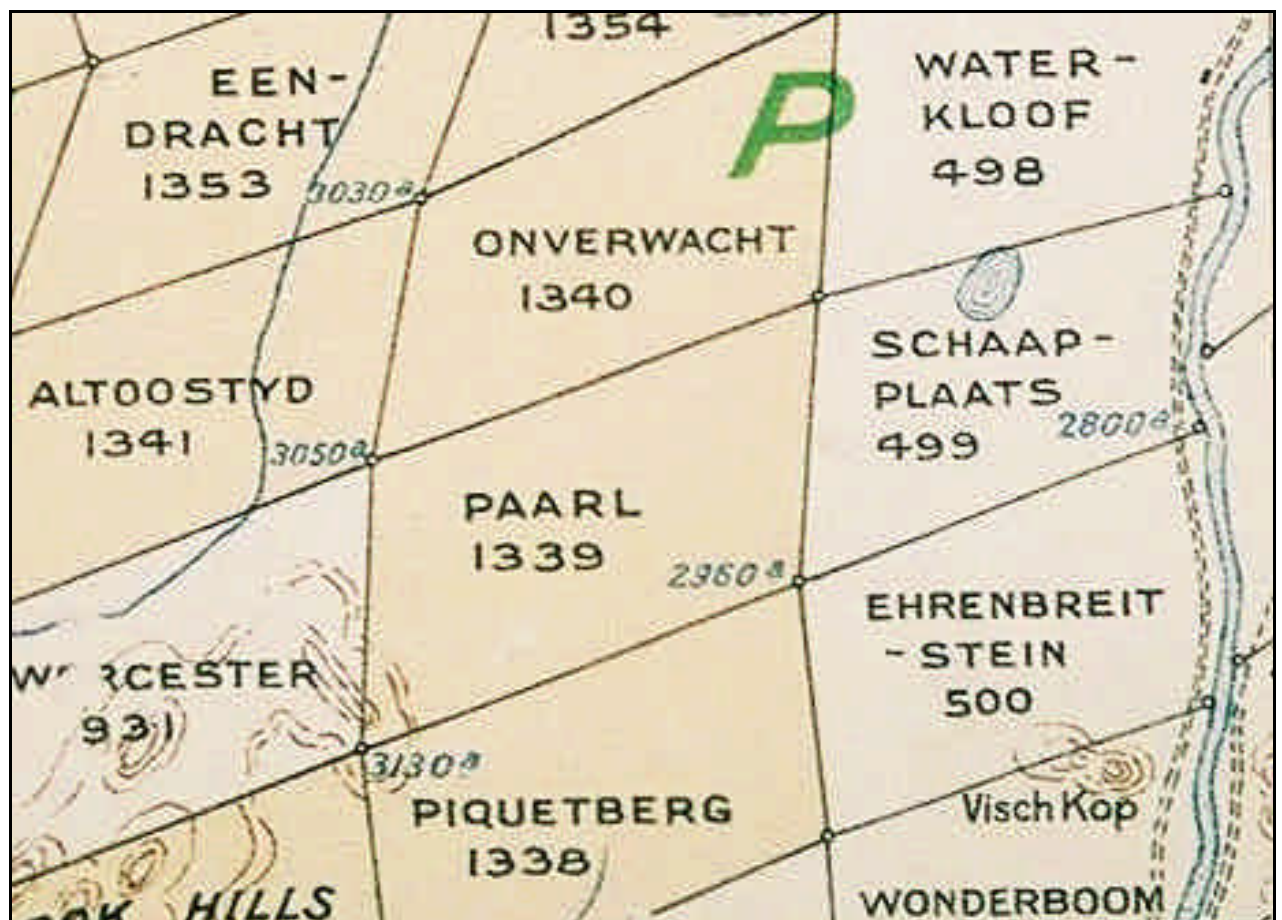 1354
EEN-
DRACHT
1353
3030 a
P
WATER-
KLOOF
498
ONVERWACHT
1340
SCHAAP-
PLAATS
499
2800 a
ALTOOSTYD
1341
3050 a
PAARL
1339
2960 a
EHRENBREIT
-STEIN
500
931
3130 a
PIQUETBERG
1338
Visch Kop
HILLS
WONDERBOOM